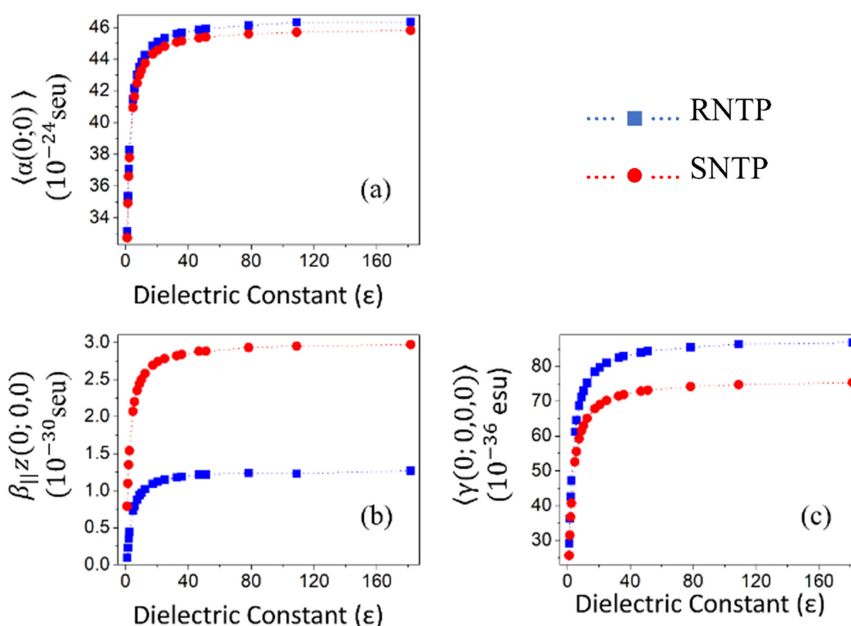 46
44
42
40
38
36
34
⟨α(0;0)⟩
(10⁻²⁴seu)
(a)
0 40 80 120 160
Dielectric Constant (ε)
RNTP
SNTP
3.0
2.5
2.0
1.5
1.0
0.5
0.0
β||z(0; 0,0)
(10⁻³⁰seu)
(b)
0 40 80 120 160
Dielectric Constant (ε)
80
70
60
50
40
30
⟨γ(0; 0,0,0)⟩
(10⁻³⁶ esu)
(c)
0 40 80 120 160
Dielectric Constant (ε)